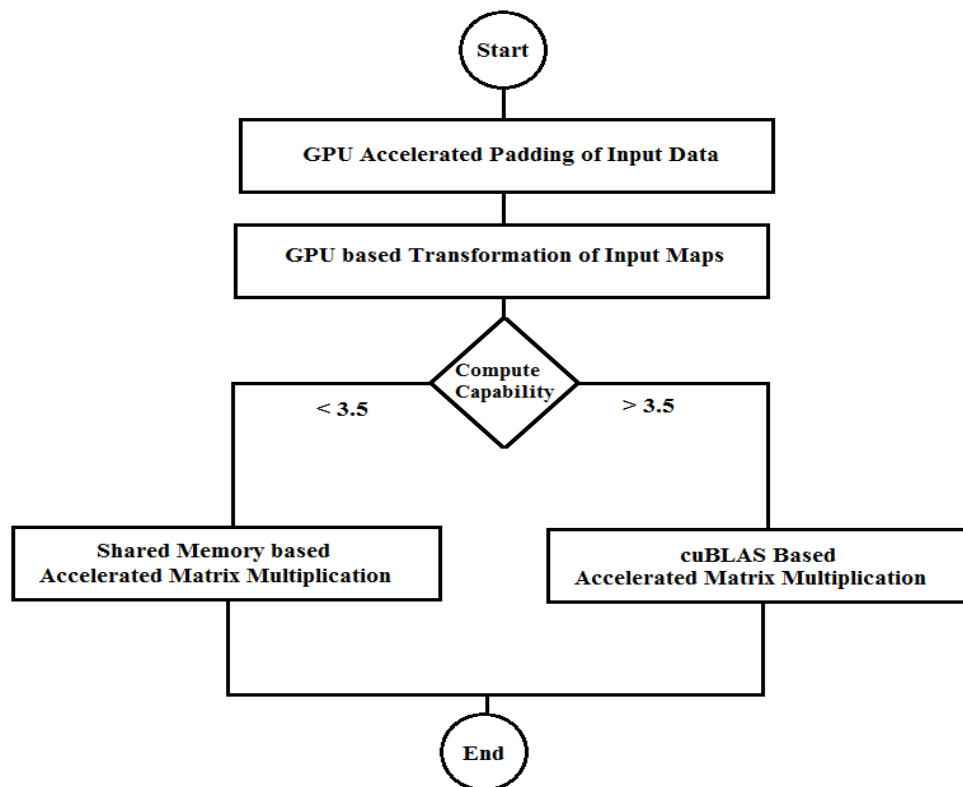 Start
GPU Accelerated Padding of Input Data
GPU based Transformation of Input Maps
Compute
Capability
< 3.5
> 3.5
Shared Memory based
Accelerated Matrix Multiplication
cuBLAS Based
Accelerated Matrix Multiplication
End